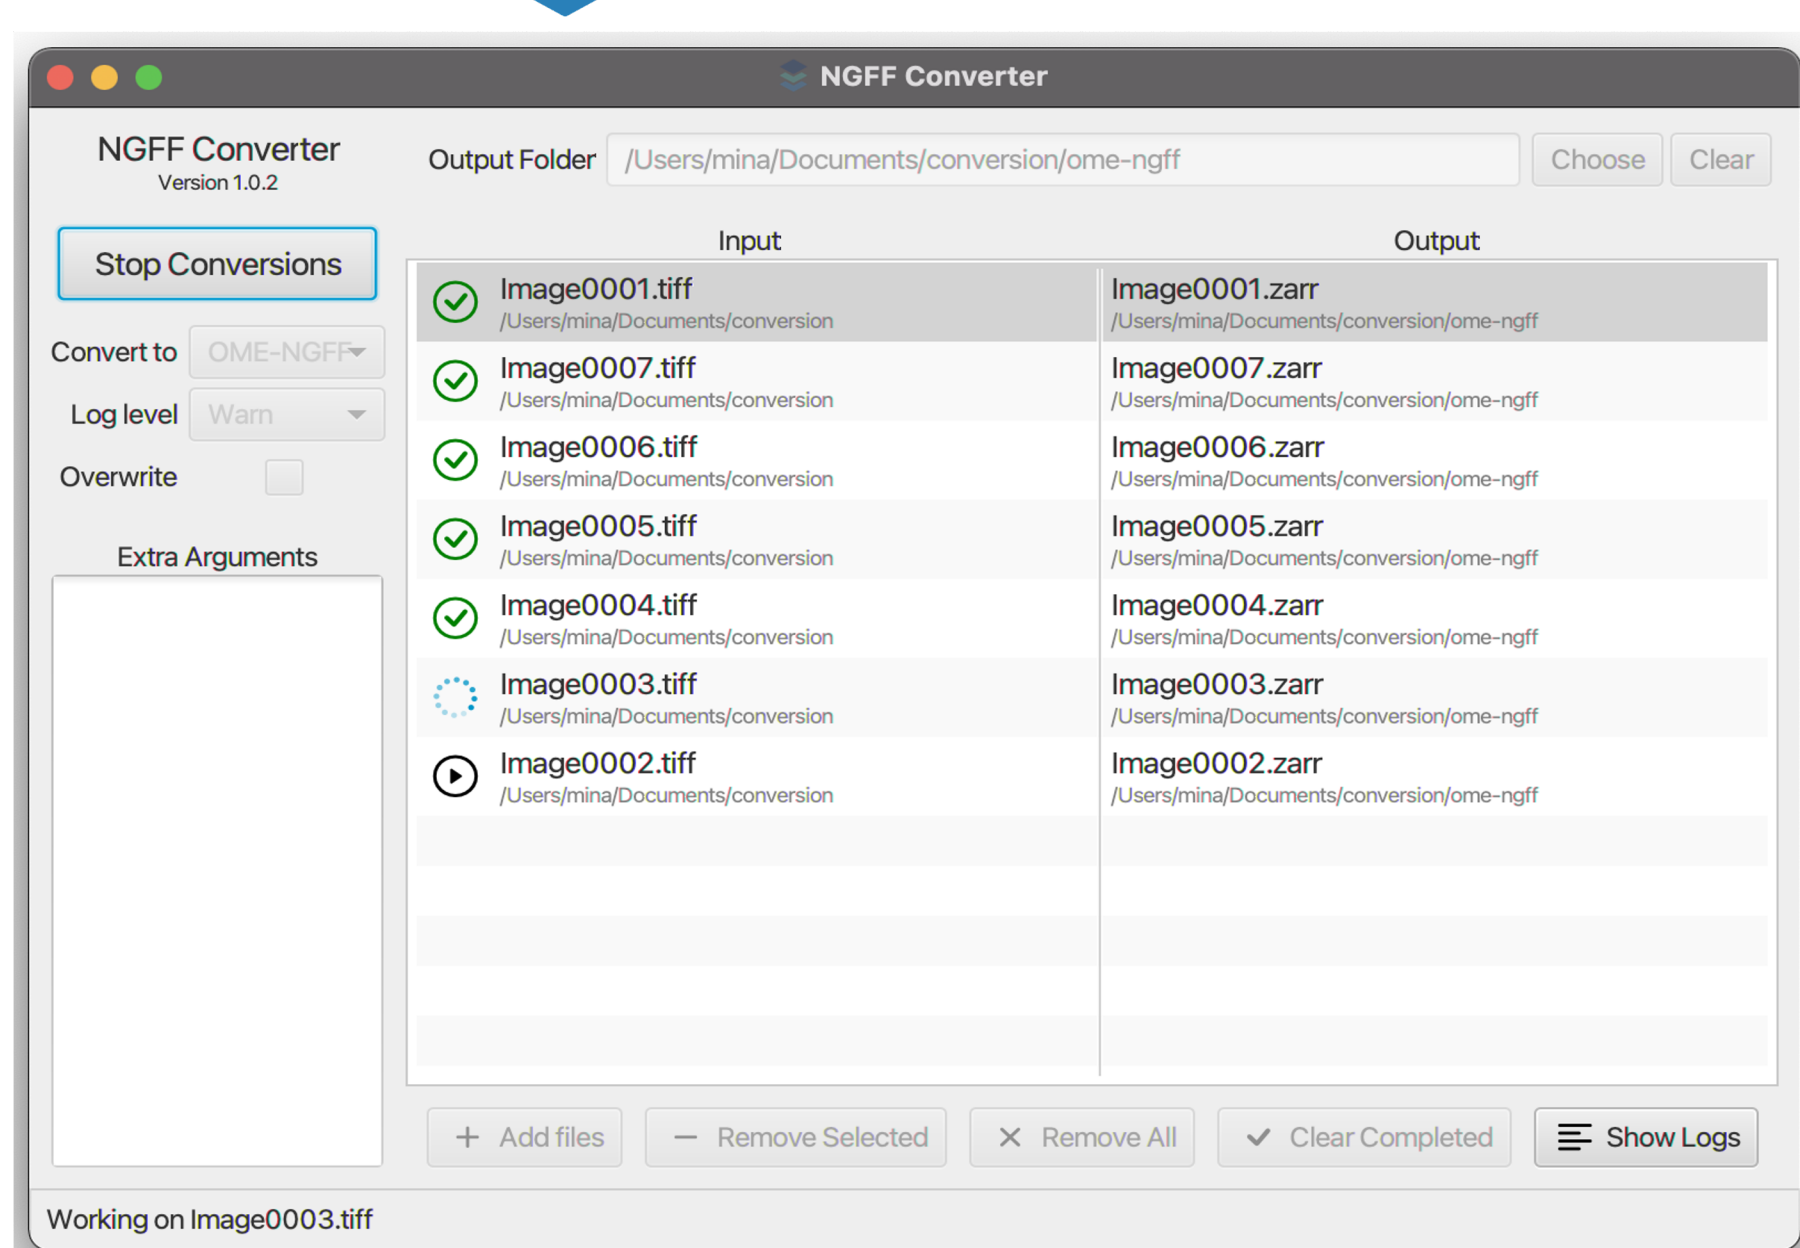 NGFF Converter
NGFF Converter
Version 1.0.2
Output Folder /Users/mina/Documents/conversion/ome-ngff Choose Clear
Stop Conversions
Convert to OME-NGFF
Log level Warn
Overwrite
Extra Arguments
Input Output
Image0001.tiff Image0001.zarr
/Users/mina/Documents/conversion /Users/mina/Documents/conversion/ome-ngff
Image0007.tiff Image0007.zarr
/Users/mina/Documents/conversion /Users/mina/Documents/conversion/ome-ngff
Image0006.tiff Image0006.zarr
/Users/mina/Documents/conversion /Users/mina/Documents/conversion/ome-ngff
Image0005.tiff Image0005.zarr
/Users/mina/Documents/conversion /Users/mina/Documents/conversion/ome-ngff
Image0004.tiff Image0004.zarr
/Users/mina/Documents/conversion /Users/mina/Documents/conversion/ome-ngff
Image0003.tiff Image0003.zarr
/Users/mina/Documents/conversion /Users/mina/Documents/conversion/ome-ngff
Image0002.tiff Image0002.zarr
/Users/mina/Documents/conversion /Users/mina/Documents/conversion/ome-ngff
Add files Remove Selected Remove All Clear Completed Show Logs
Working on Image0003.tiff